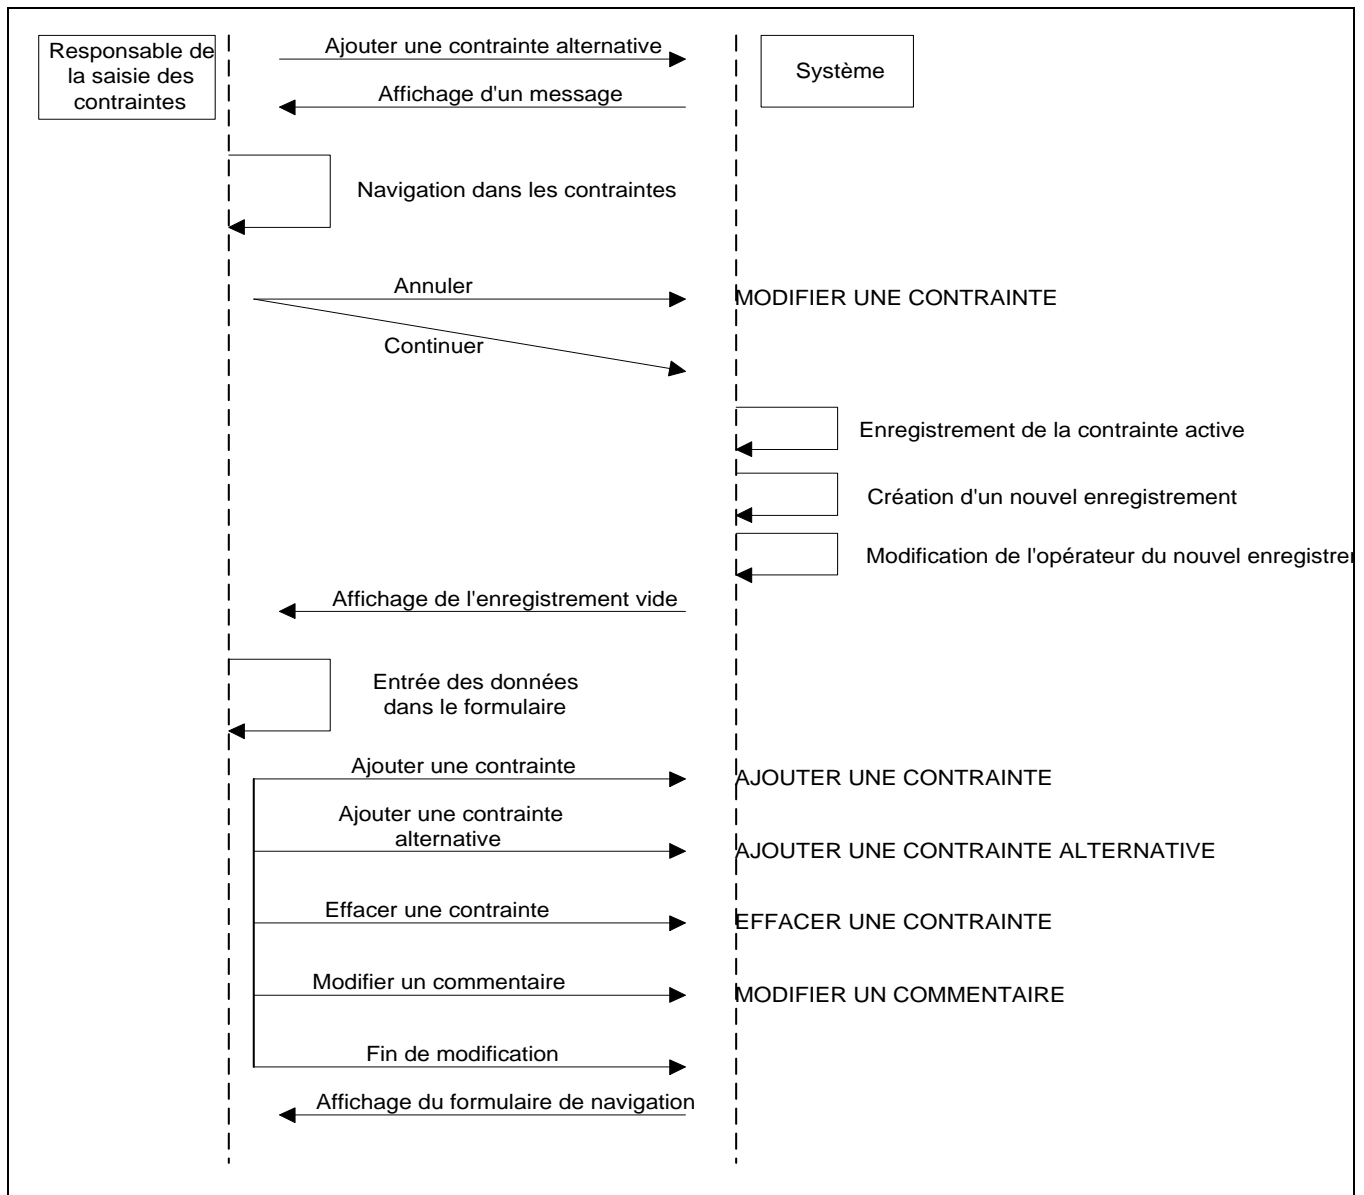 Responsable de
la saisie des
contraintes
Ajouter une contrainte alternative
Système
Affichage d'un message
Navigation dans les contraintes
Annuler
MODIFIER UNE CONTRAINTE
Continuer
Enregistrement de la contrainte active
Création d'un nouvel enregistrement
Modification de l'opérateur du nouvel enregistrer
Affichage de l'enregistrement vide
Entrée des données
dans le formulaire
Ajouter une contrainte
AJOUTER UNE CONTRAINTE
Ajouter une contrainte
alternative
AJOUTER UNE CONTRAINTE ALTERNATIVE
Effacer une contrainte
EFFACER UNE CONTRAINTE
Modifier un commentaire
MODIFIER UN COMMENTAIRE
Fin de modification
Affichage du formulaire de navigation